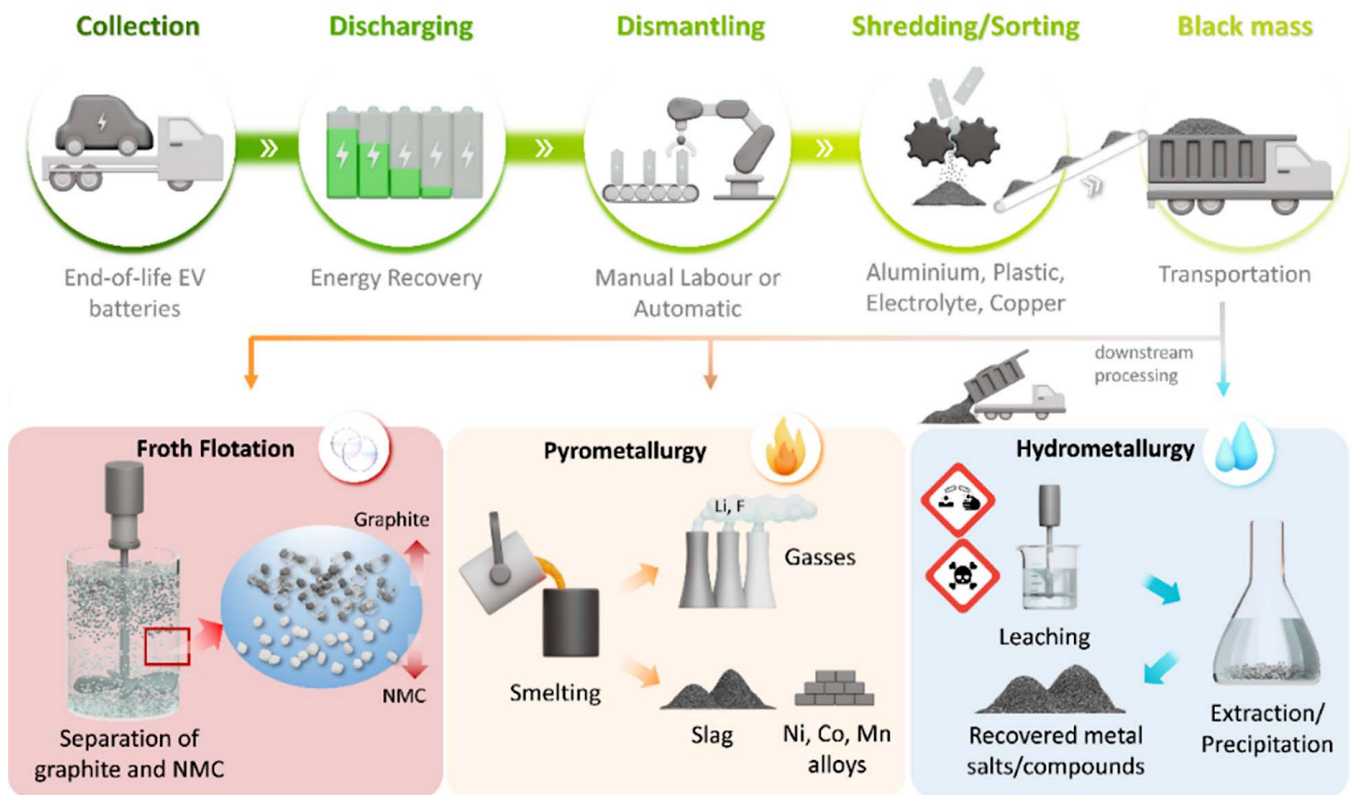 Collection
Discharging
Dismantling
Shredding/Sorting
Black mass
End-of-life EV
batteries
Energy Recovery
Manual Labour or
Automatic
Aluminium, Plastic,
Electrolyte, Copper
Transportation
downstream
processing
Froth Flotation
Graphite
NMC
Separation of
graphite and NMC
Pyrometallurgy
Li, F
Gasses
Smelting
Slag
Ni, Co, Mn
alloys
Hydrometallurgy
Leaching
Extraction/
Precipitation
Recovered metal
salts/compounds